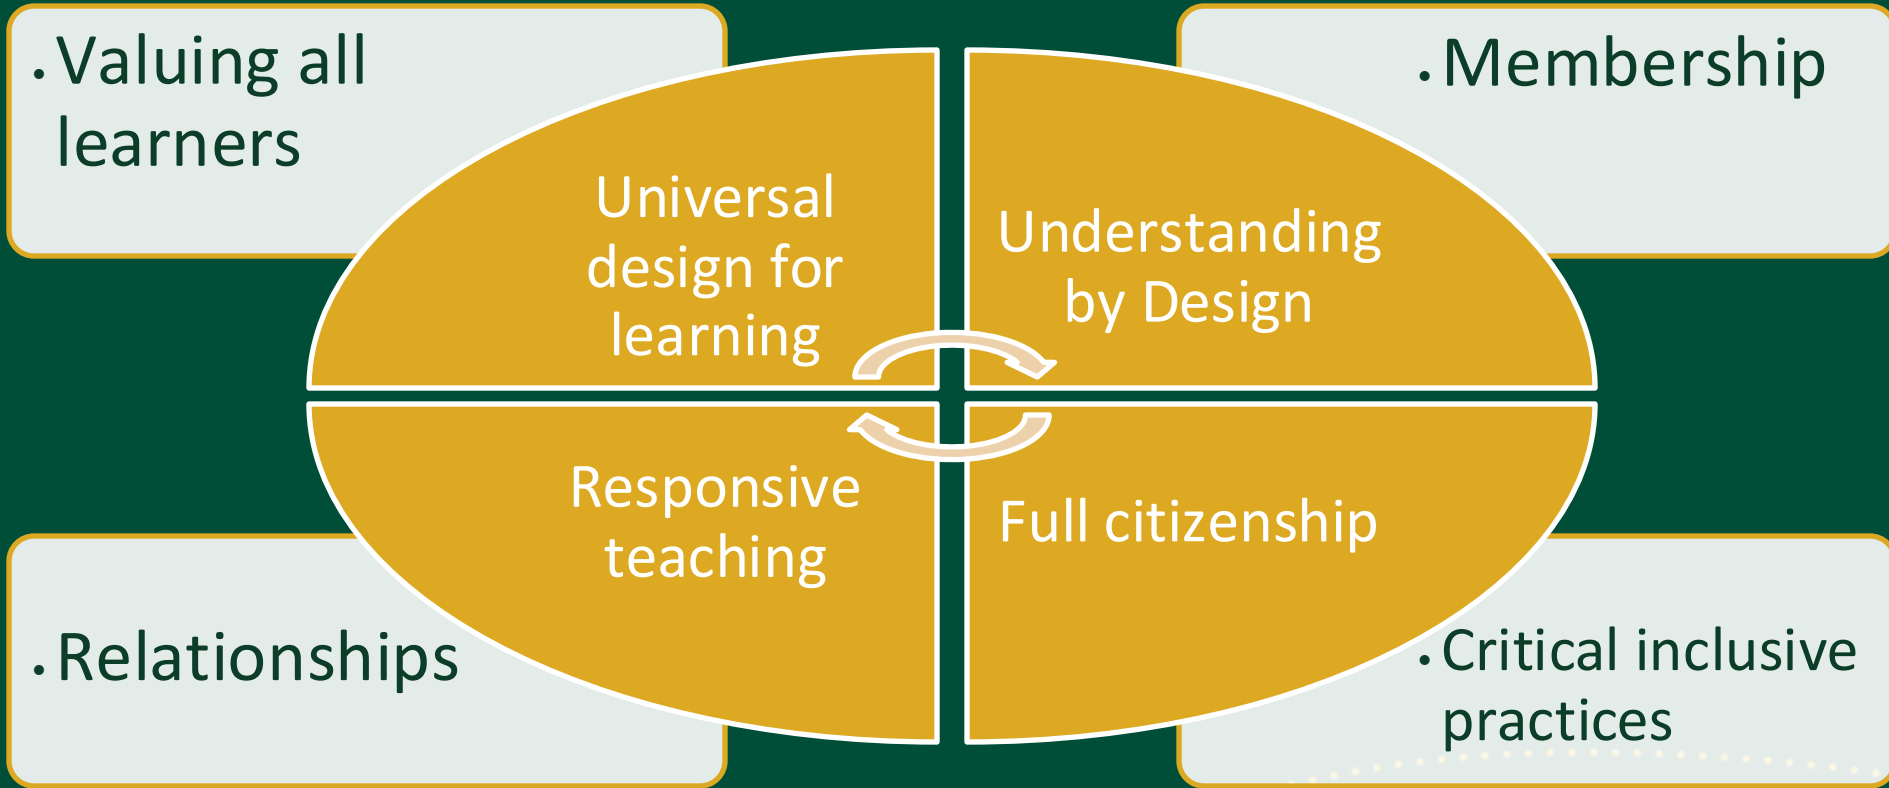 • Valuing all
learners
• Membership
Universal
design for
learning
Understanding
by Design
Responsive
teaching
Full citizenship
• Relationships
• Critical inclusive
practices